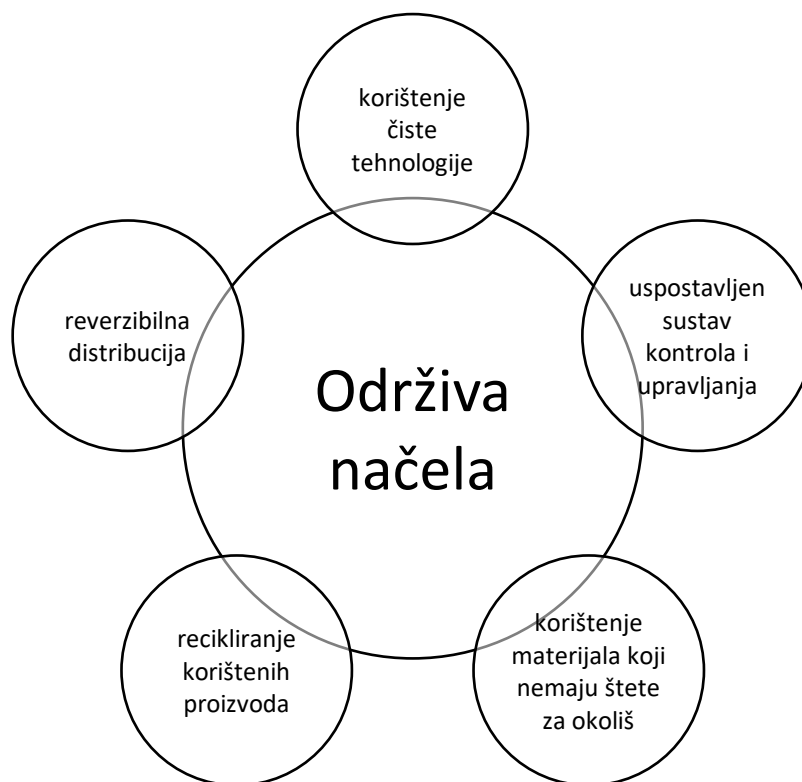 korištenje
čiste
tehnologije
uspostavljen
sustav
kontrola i
upravljanja
reverzibilna
distribucija
Održiva
načela
recikliranje
korištenih
proizvoda
korištenje
materijala koji
nemaju štete
za okoliš